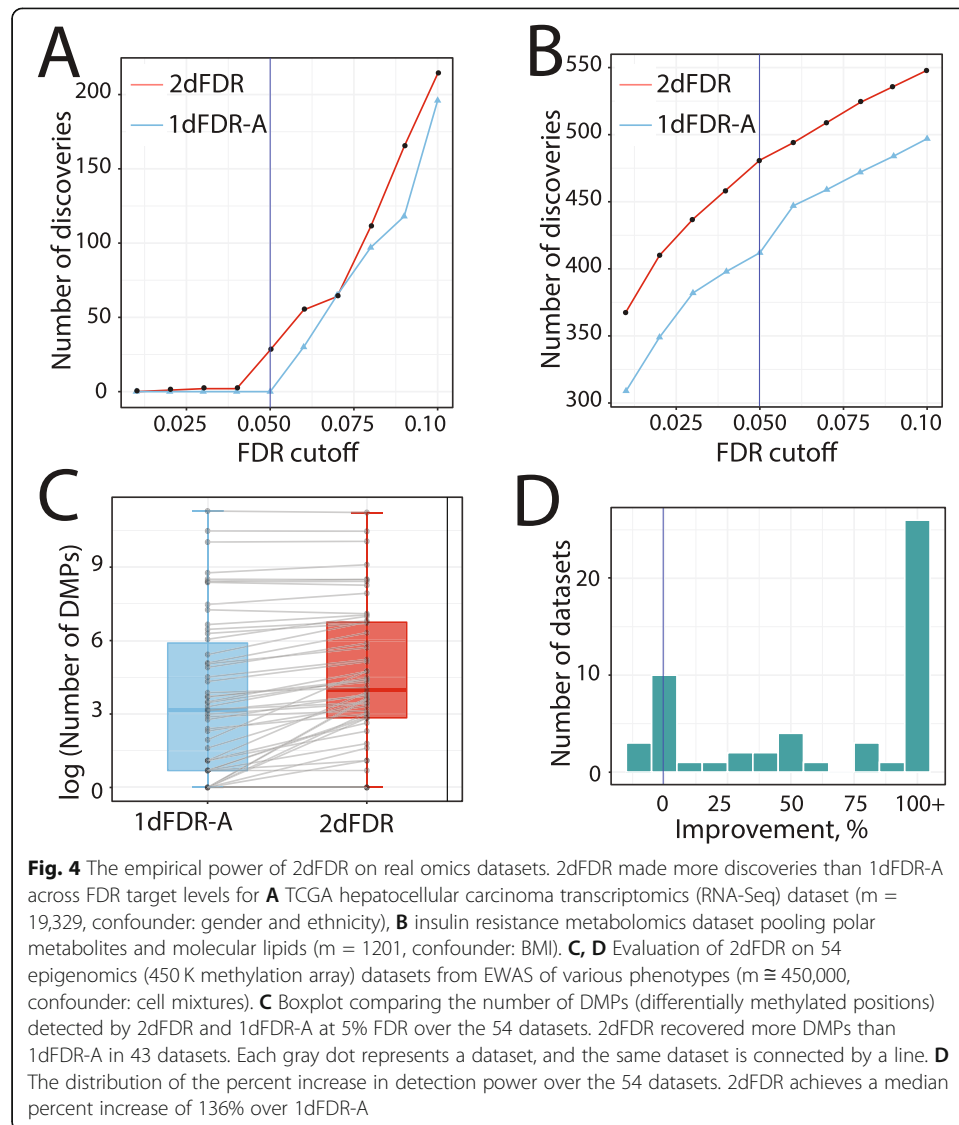 A
200
150
100
50
0
Number of discoveries
2dFDR
1dFDR-A
0.025
0.050
0.075
0.10
FDR cutoff
B
550
500
450
400
350
300
Number of discoveries
2dFDR
1dFDR-A
0.025
0.050
0.075
0.10
FDR cutoff
C
log (Number of DMPs)
9
6
3
0
1dFDR-A
2dFDR
D
Number of datasets
20
10
0
0
25
50
75
100+
Improvement, %
Fig. 4 The empirical power of 2dFDR on real omics datasets. 2dFDR made more discoveries than 1dFDR-A
across FDR target levels for A TCGA hepatocellular carcinoma transcriptomics (RNA-Seq) dataset (m =
19,329, confounder: gender and ethnicity), B insulin resistance metabolomics dataset pooling polar
metabolites and molecular lipids (m = 1201, confounder: BMI). C, D Evaluation of 2dFDR on 54
epigenomics (450 K methylation array) datasets from EWAS of various phenotypes (m ≅ 450,000,
confounder: cell mixtures). C Boxplot comparing the number of DMPs (differentially methylated positions)
detected by 2dFDR and 1dFDR-A at 5% FDR over the 54 datasets. 2dFDR recovered more DMPs than
1dFDR-A in 43 datasets. Each gray dot represents a dataset, and the same dataset is connected by a line. D
The distribution of the percent increase in detection power over the 54 datasets. 2dFDR achieves a median
percent increase of 136% over 1dFDR-A